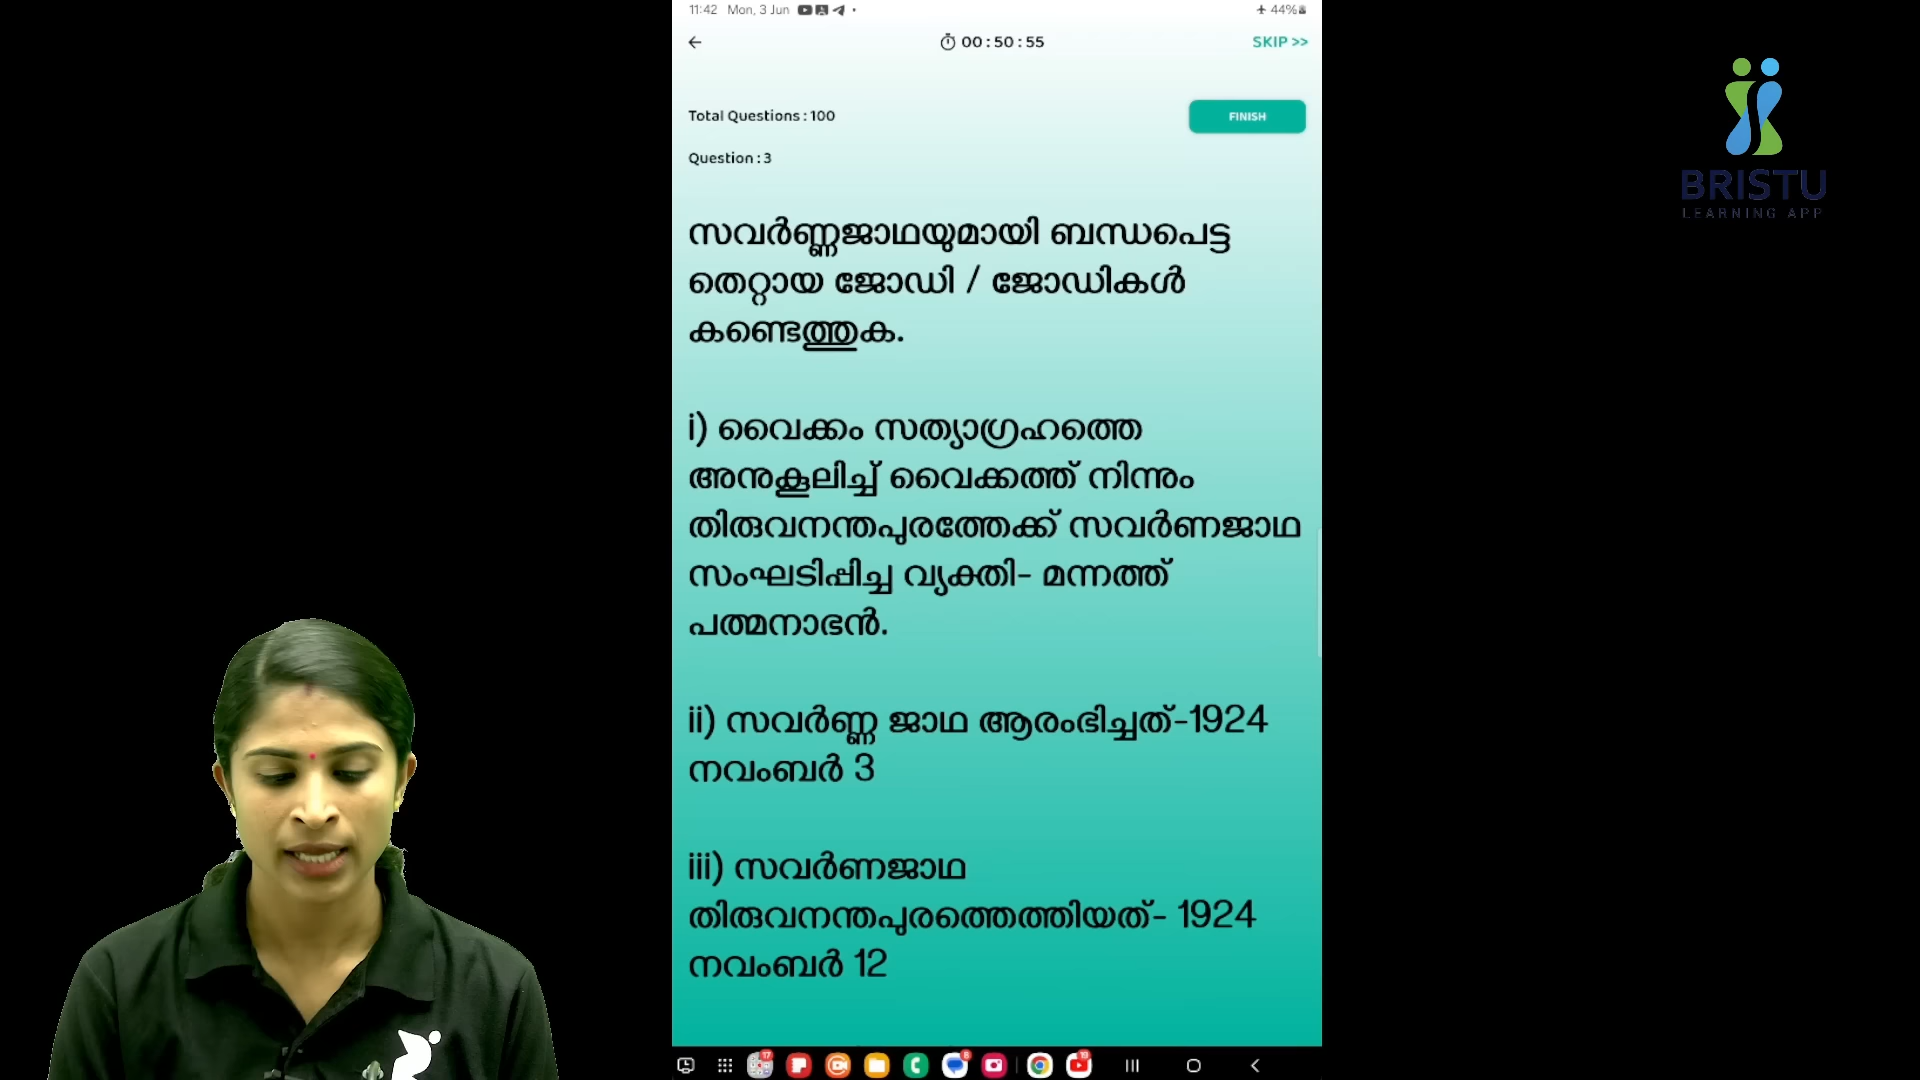 11:42 Mon, 3 Jun
44%
00 : 50 : 55
SKIP >>
Total Questions : 100
FINISH
Question : 3
സവർണ്ണജാഥയുമായി ബന്ധപെട്ട
തെറ്റായ ജോഡി / ജോഡികൾ
കണ്ടെത്തുക.
i) വൈക്കം സത്യാഗ്രഹത്തെ
അനുകൂലിച്ച് വൈക്കത്ത് നിന്നും
തിരുവനന്തപുരത്തേക്ക് സവർണജാഥ
സംഘടിപ്പിച്ച വ്യക്തി- മന്നത്ത്
പത്മനാഭൻ.
ii) സവർണ്ണ ജാഥ ആരംഭിച്ചത്-1924
നവംബർ 3
iii) സവർണജാഥ
തിരുവനന്തപുരത്തെത്തിയത്- 1924
നവംബർ 12
BRISTU
LEARNING APP